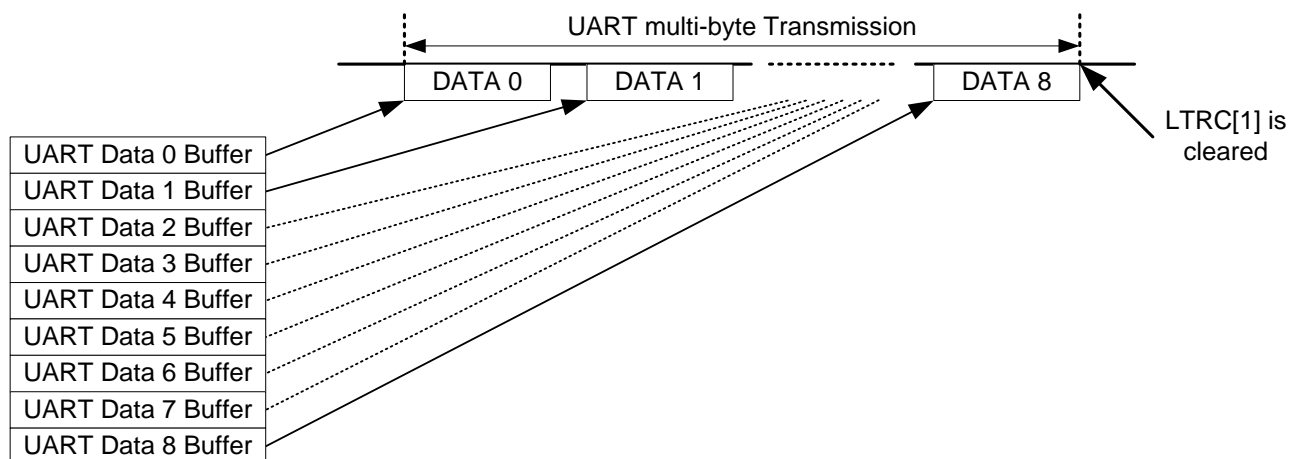 UART multi-byte Transmission
DATA 0
DATA 1
DATA 8
LTRC[1] is
cleared
UART Data 0 Buffer
UART Data 1 Buffer
UART Data 2 Buffer
UART Data 3 Buffer
UART Data 4 Buffer
UART Data 5 Buffer
UART Data 6 Buffer
UART Data 7 Buffer
UART Data 8 Buffer